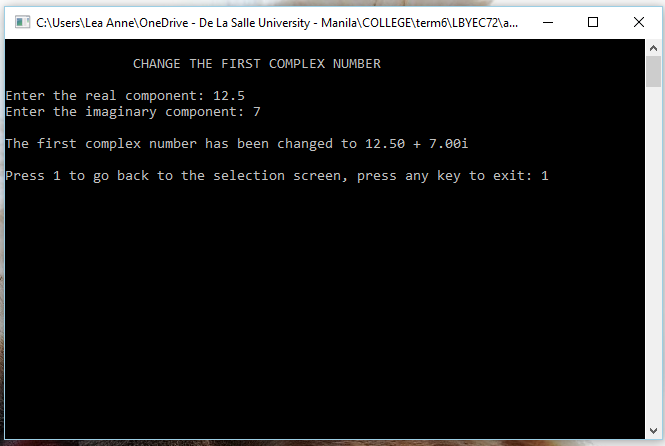 C:\Users\Lea Anne\OneDrive - De La Salle University - Manila\COLLEGE\term6\LBYEC72\a...
CHANGE THE FIRST COMPLEX NUMBER
Enter the real component: 12.5
Enter the imaginary component: 7
The first complex number has been changed to 12.50 + 7.00i
Press 1 to go back to the selection screen, press any key to exit: 1